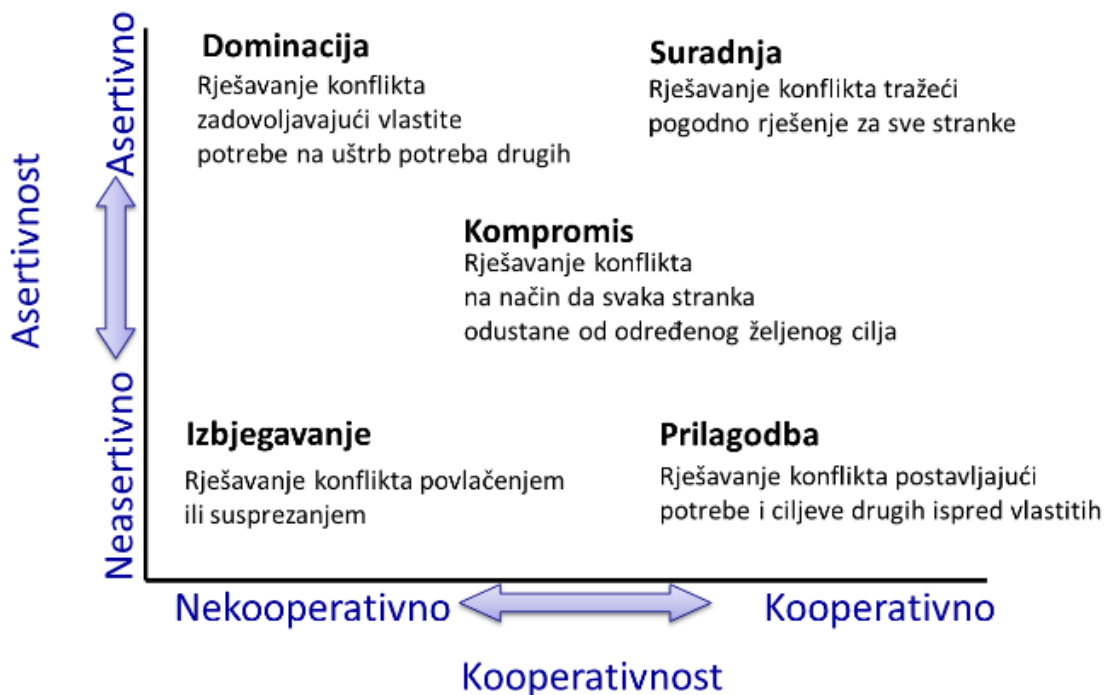 Dominacija
Rješavanje konflikta
zadovoljavajući vlastite
potrebe na uštrb potreba drugih
Suradnja
Rješavanje konflikta tražeći
pogodno rješenje za sve stranke
Kompromis
Rješavanje konflikta
na način da svaka stranka
odustane od određenog željenog cilja
Izbjegavanje
Rješavanje konflikta povlačenjem
ili susprezanjem
Prilagodba
Rješavanje konflikta postavljajući
potrebe i ciljeve drugih ispred vlastitih
Asertivnost
Asertivno
Neasertivno
Nekooperativno
Kooperativno
Kooperativnost